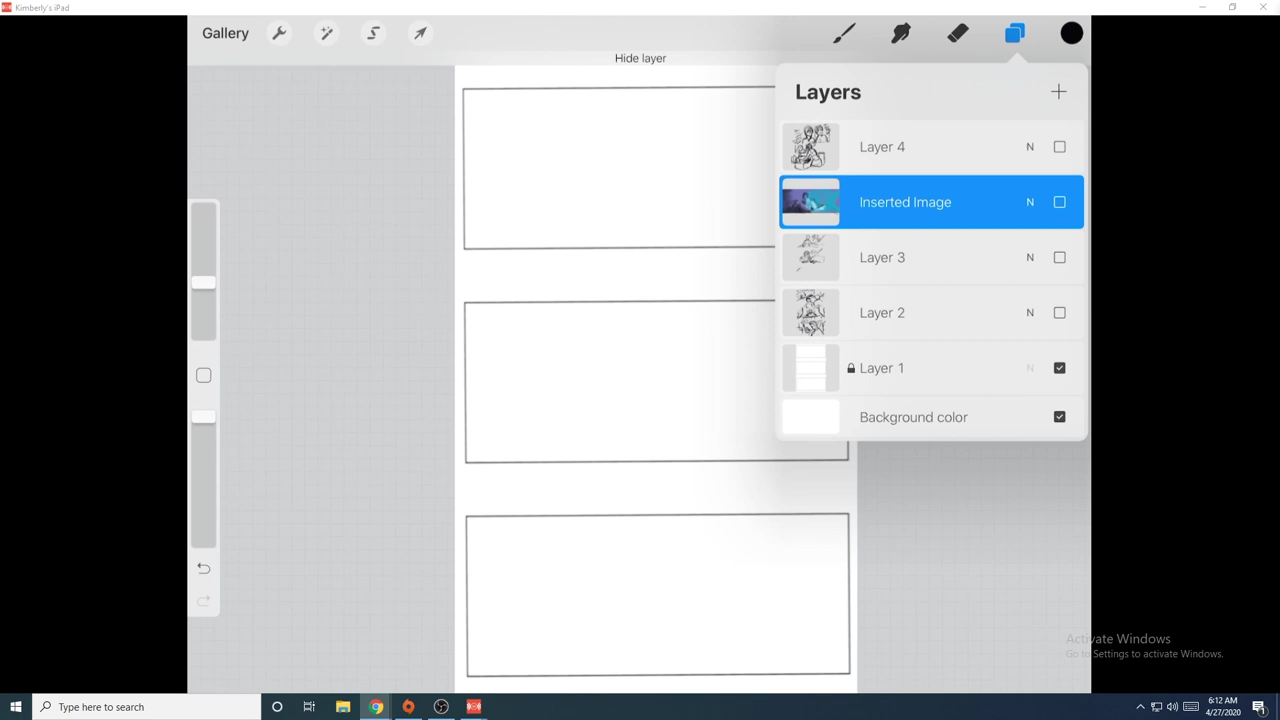 Kimberly's iPad
Gallery
Hide layer
Layers
Layer 4 N
Inserted Image N
Layer 3 N
Layer 2 N
Layer 1 N
Background color
Activate Windows
Go to Settings to activate Windows.
Type here to search
6:12 AM
4/27/2020
1